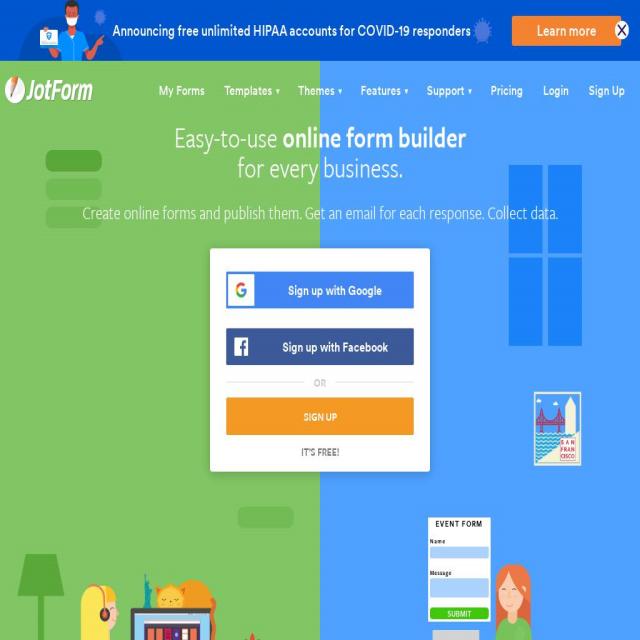 Announcing free unlimited HIPAA accounts for COVID-19 responders
Learn more
X
JotForm
My Forms Templates Themes Features Support Pricing Login Sign Up
Easy-to-use online form builder
for every business.
Create online forms and publish them. Get an email for each response. Collect data.
Sign up with Google
Sign up with Facebook
OR
SIGN UP
IT'S FREE!
SAN
FRAN
CISCO
EVENT FORM
Name
Message
SUBMIT